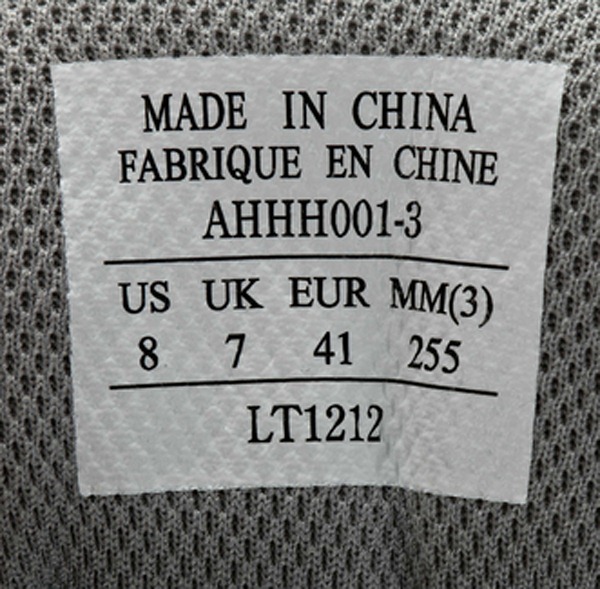 MADE IN CHINA
FABRIQUE EN CHINE
AHHH001-3
US UK EUR MM(3)
8 7 41 255
LT1212